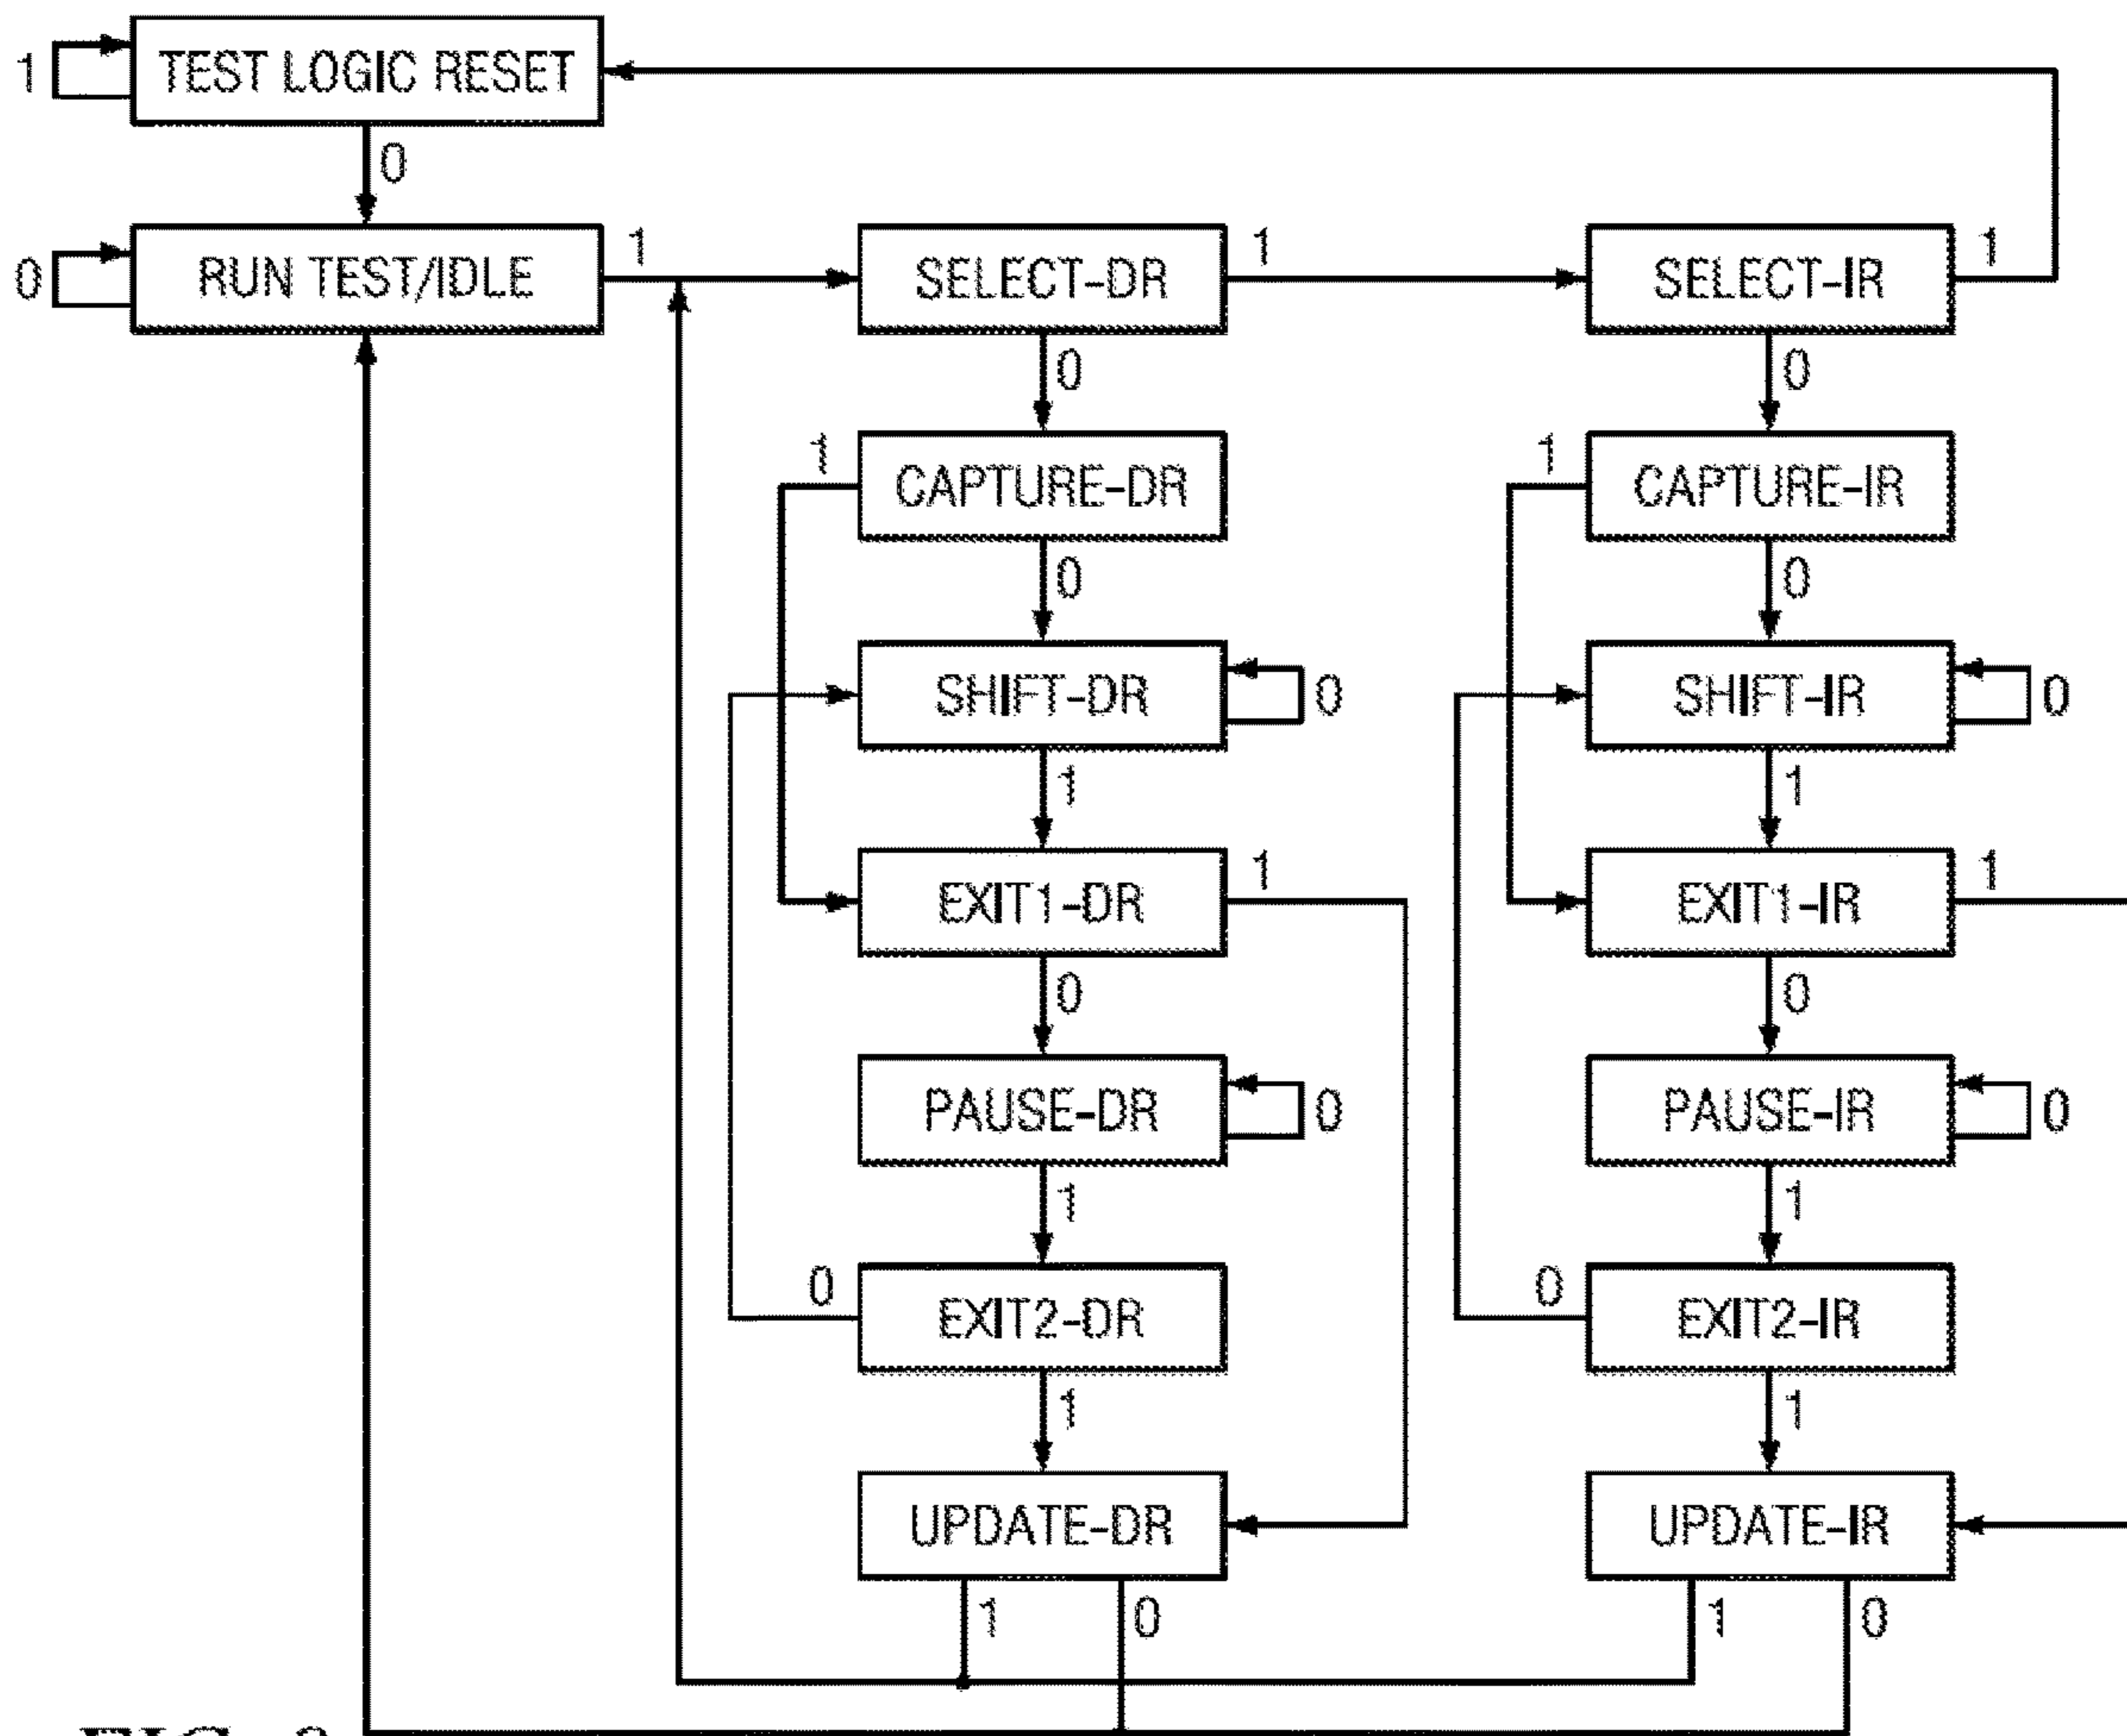 1 TEST LOGIC RESET
0
0 RUN TEST/IDLE 1 SELECT-DR 1 SELECT-IR 1
0 0
1 CAPTURE-DR 1 CAPTURE-IR
0 0
SHIFT-DR 0 SHIFT-IR 0
1 1
EXIT1-DR 1 EXIT1-IR 1
0 0
PAUSE-DR 0 PAUSE-IR 0
1 1
0 EXIT2-DR 0 EXIT2-IR
1 1
UPDATE-DR UPDATE-IR
1 0 1 0